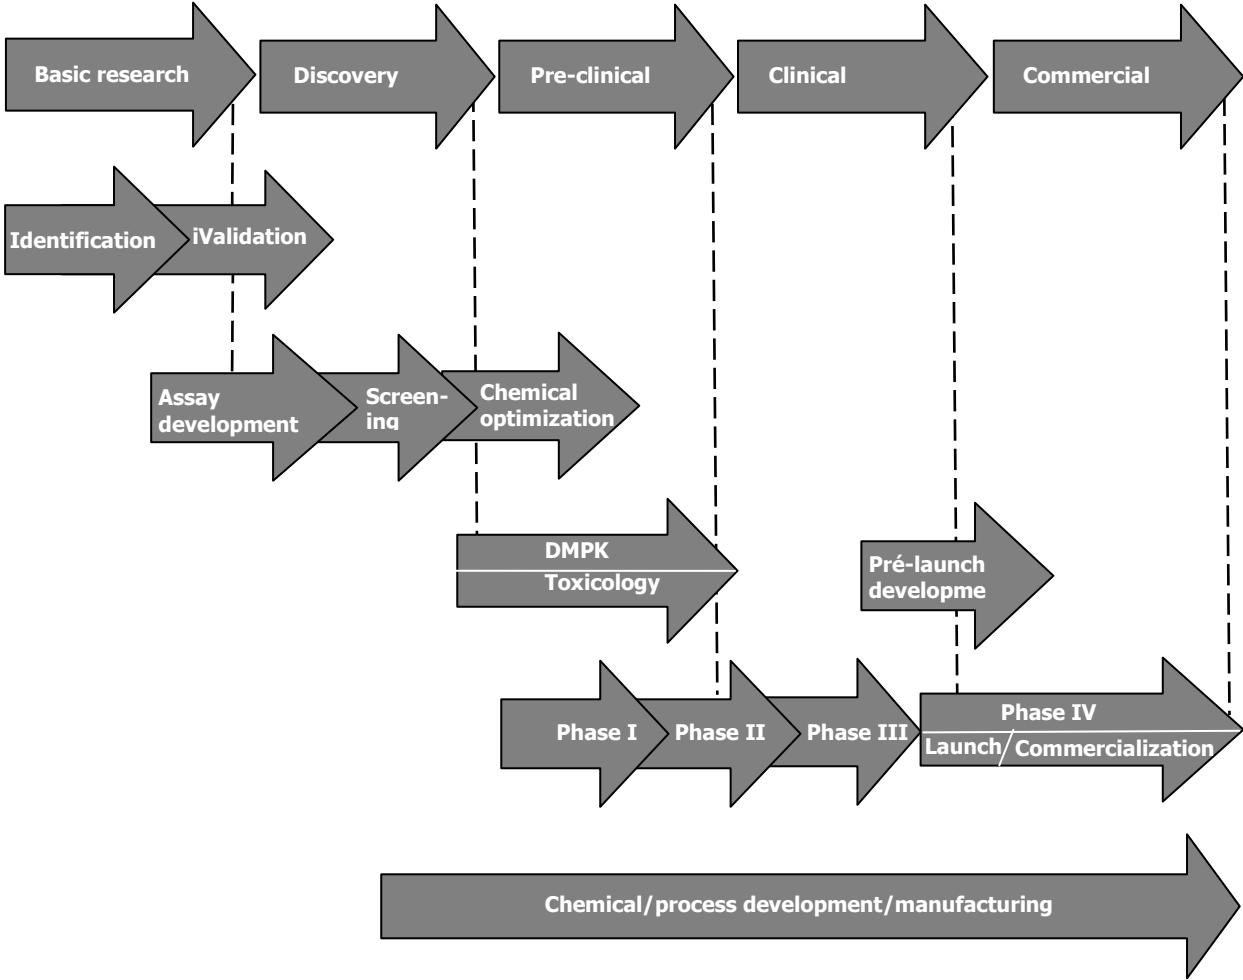 Basic research
Discovery
Pre-clinical
Clinical
Commercial
Identification
iValidation
Assay
development
Screen-
ing
Chemical
optimization
DMPK
Toxicology
Pré-launch
developme
Phase I
Phase II
Phase III
Phase IV
Launch/Commercialization
Chemical/process development/manufacturing